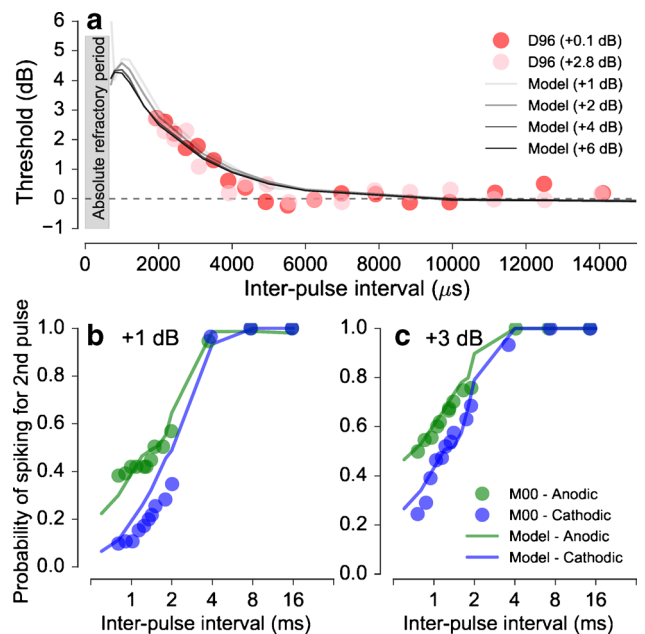 a
6
5
4
3
2
1
0
−1
Threshold (dB)
Absolute refractory period
D96 (+0.1 dB)
D96 (+2.8 dB)
Model (+1 dB)
Model (+2 dB)
Model (+4 dB)
Model (+6 dB)
0 2000 4000 6000 8000 10000 12000 14000
Inter-pulse interval (μs)
b +1 dB
1.0
0.8
0.6
0.4
0.2
0.0
Probability of spiking for 2nd pulse
1 2 4 8 16
Inter-pulse interval (ms)
c +3 dB
1.0
0.8
0.6
0.4
0.2
0.0
M00 - Anodic
M00 - Cathodic
Model - Anodic
Model - Cathodic
1 2 4 8 16
Inter-pulse interval (ms)